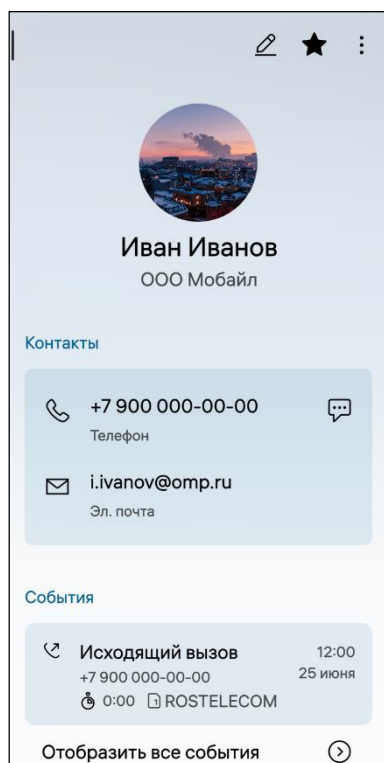 Иван Иванов
ООО Мобайл
Контакты
+7 900 000-00-00
Телефон
i.ivanov@omp.ru
Эл. почта
События
Исходящий вызов 12:00
+7 900 000-00-00 25 июня
0:00 1 ROSTELECOM
Отобразить все события